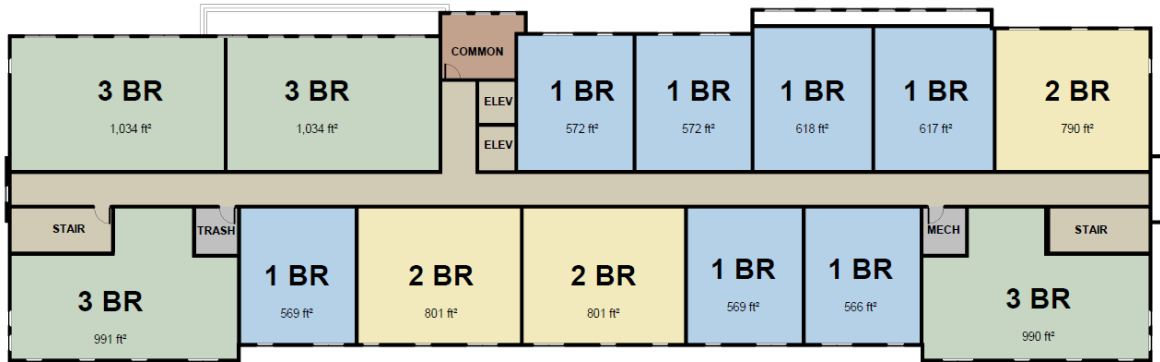 COMMON
3 BR
1,034 ft²
3 BR
1,034 ft²
ELEV
ELEV
1 BR
572 ft²
1 BR
572 ft²
1 BR
618 ft²
1 BR
617 ft²
2 BR
790 ft²
STAIR
TRASH
MECH
STAIR
3 BR
991 ft²
1 BR
569 ft²
2 BR
801 ft²
2 BR
801 ft²
1 BR
569 ft²
1 BR
566 ft²
3 BR
990 ft²